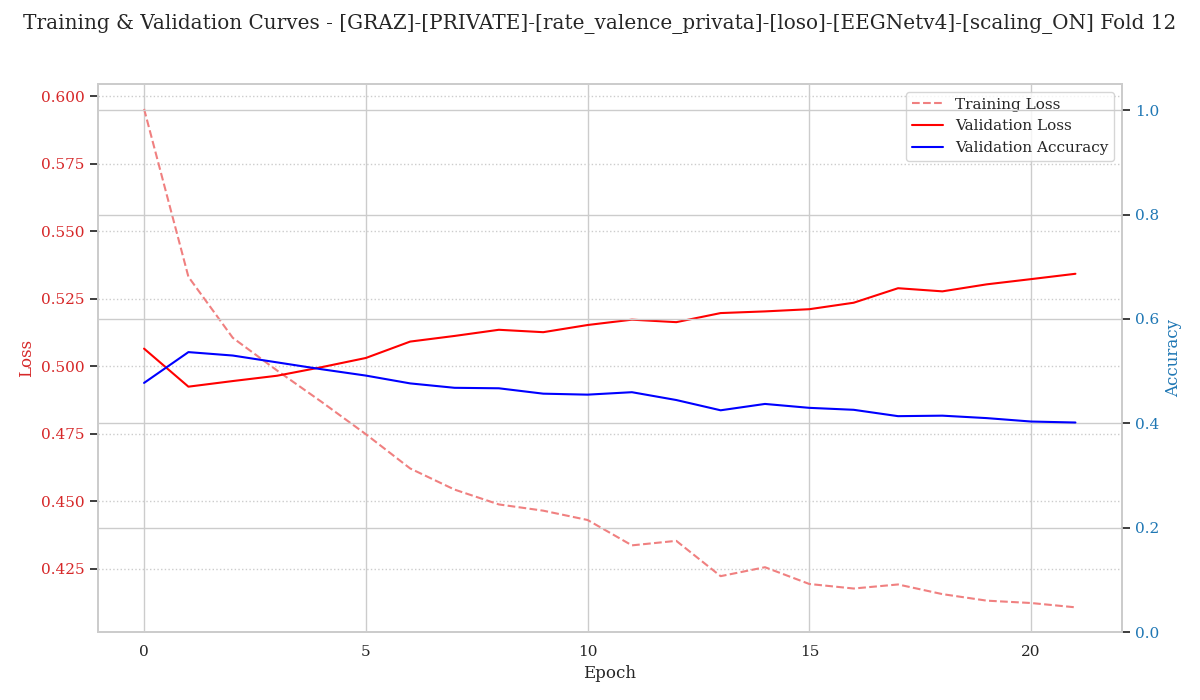 Training & Validation Curves - [GRAZ]-[PRIVATE]-[rate_valence_privata]-[loso]-[EEGNetv4]-[scaling_ON] Fold 12
Training Loss
Validation Loss
Validation Accuracy
0.600
0.575
0.550
0.525
0.500
0.475
0.450
0.425
Loss
1.0
0.8
0.6
0.4
0.2
0.0
Accuracy
0
5
10
15
20
Epoch